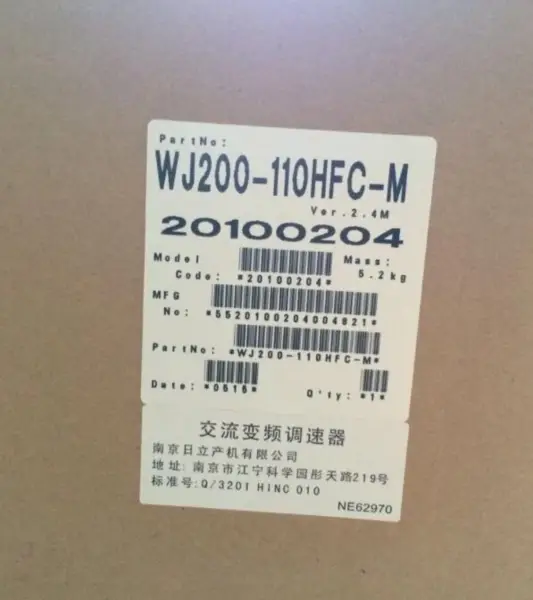 PartNo:
WJ200-110HFC-M
Ver.2.4M
20100204
Model Mass:
Code: *20100204* 5.2kg
MFG
No: *5520100204004821*
PartNo: *WJ200-110HFC-M*
Date: *0515* Q'ty: *1*
交流变频调速器
南京日立产机有限公司
地址: 南京市江宁科学园彤天路219号
标准号:Q/3201 HINC 010
NE62970